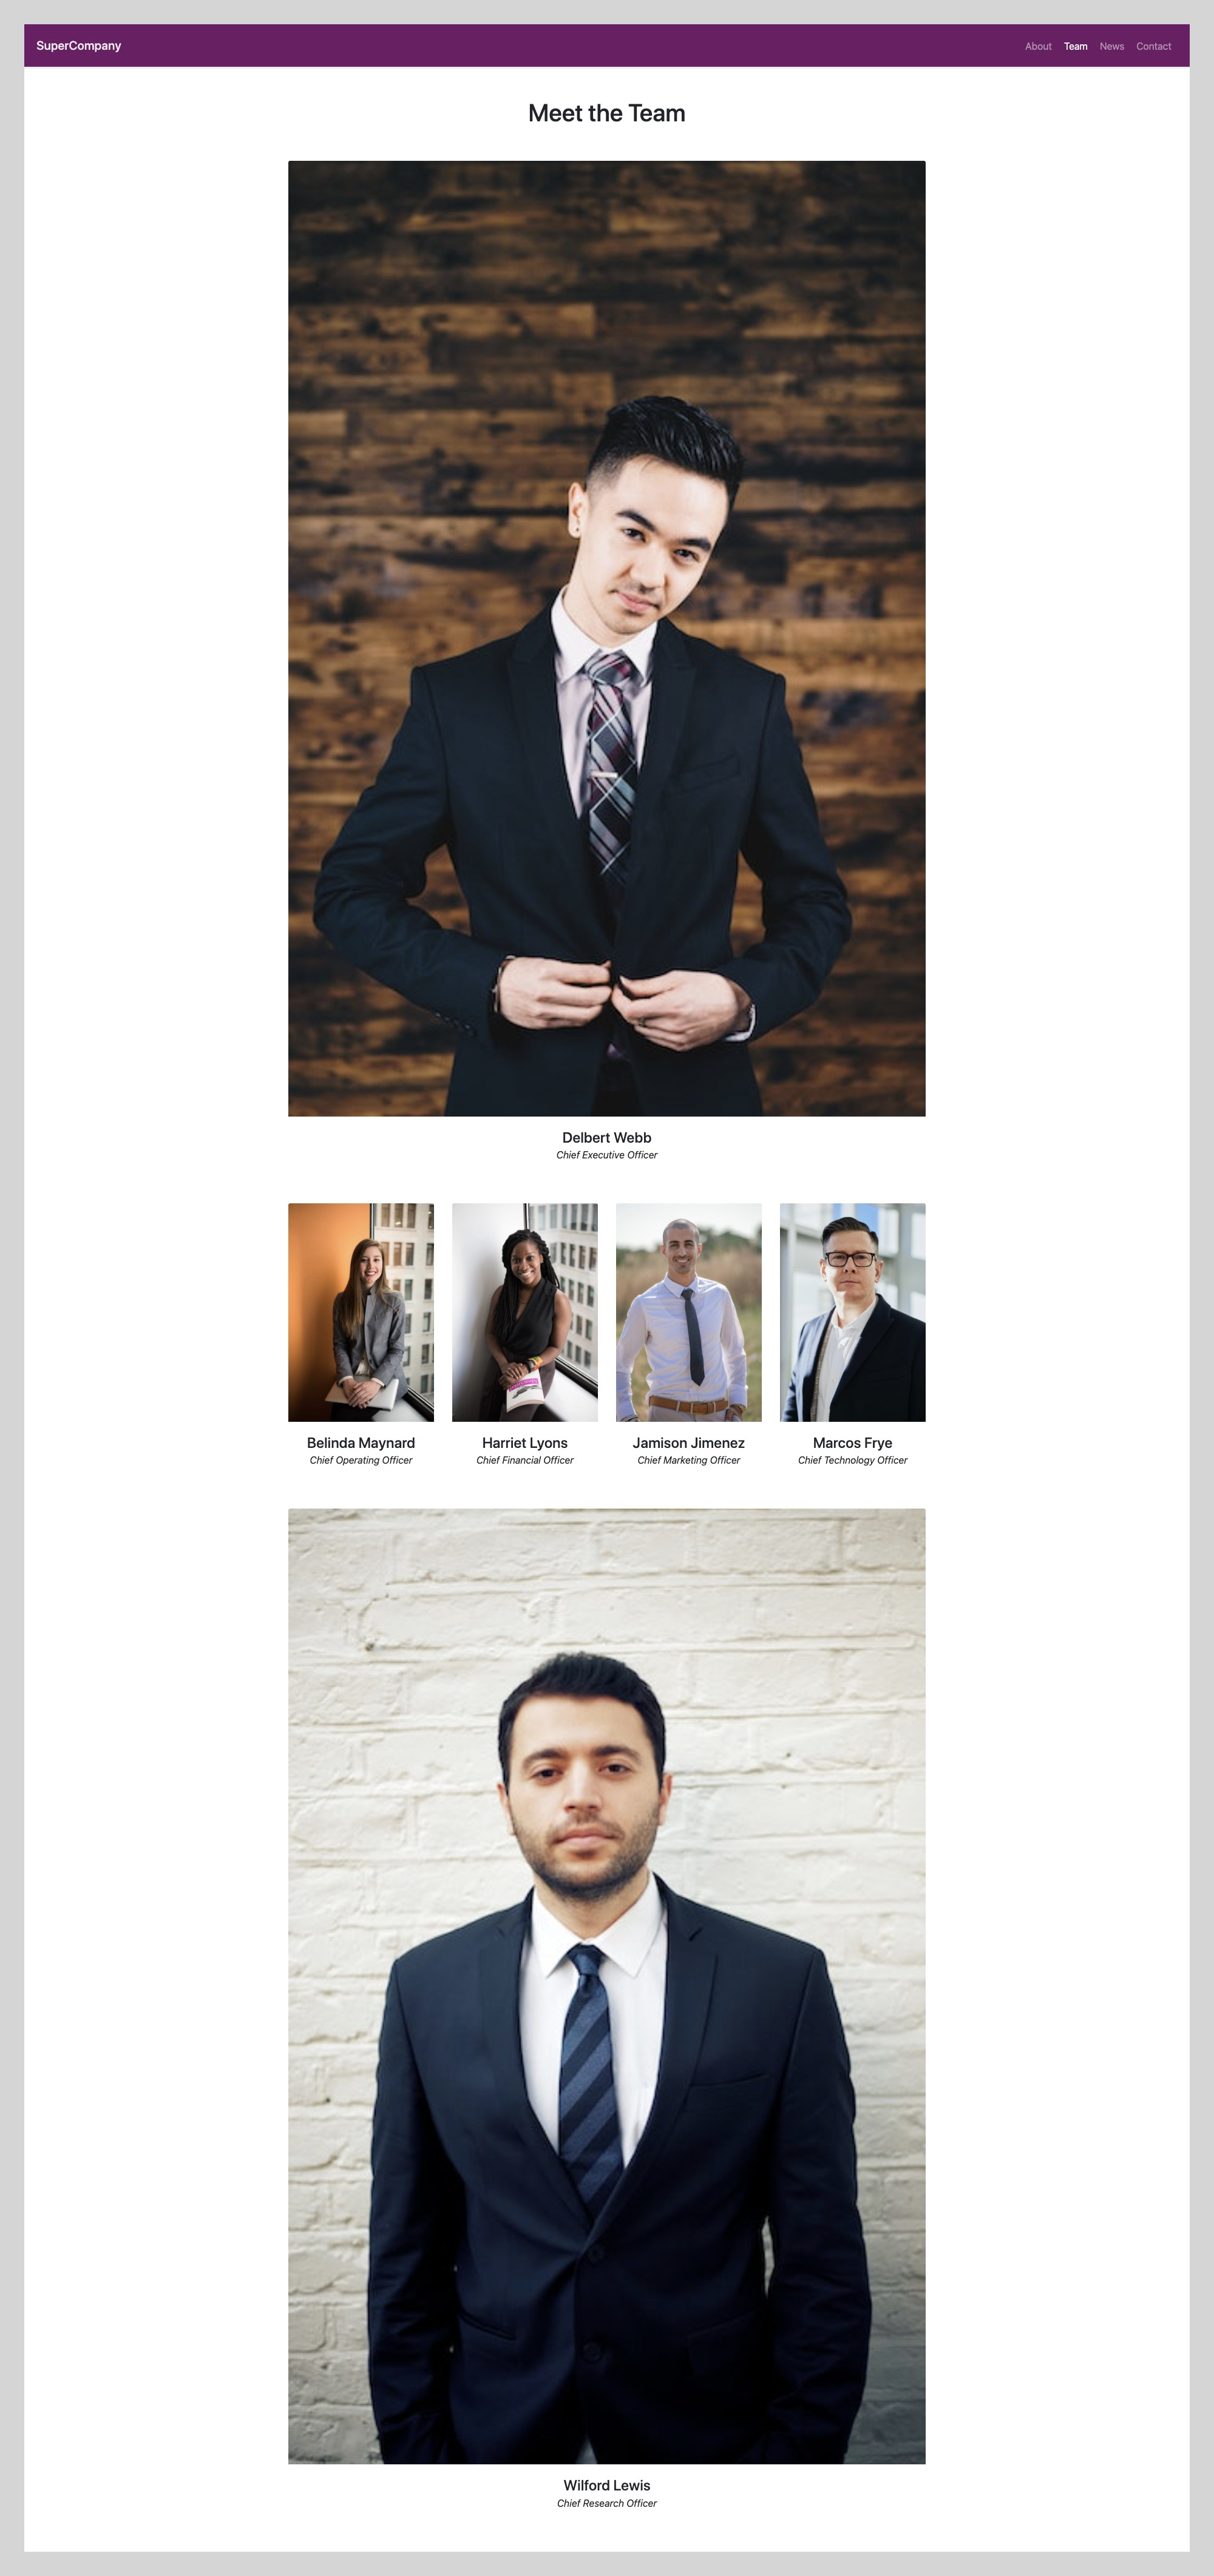 SuperCompany
About Team News Contact
Meet the Team
Delbert Webb
Chief Executive Officer
Belinda Maynard
Chief Operating Officer
Harriet Lyons
Chief Financial Officer
Jamison Jimenez
Chief Marketing Officer
Marcos Frye
Chief Technology Officer
Wilford Lewis
Chief Research Officer